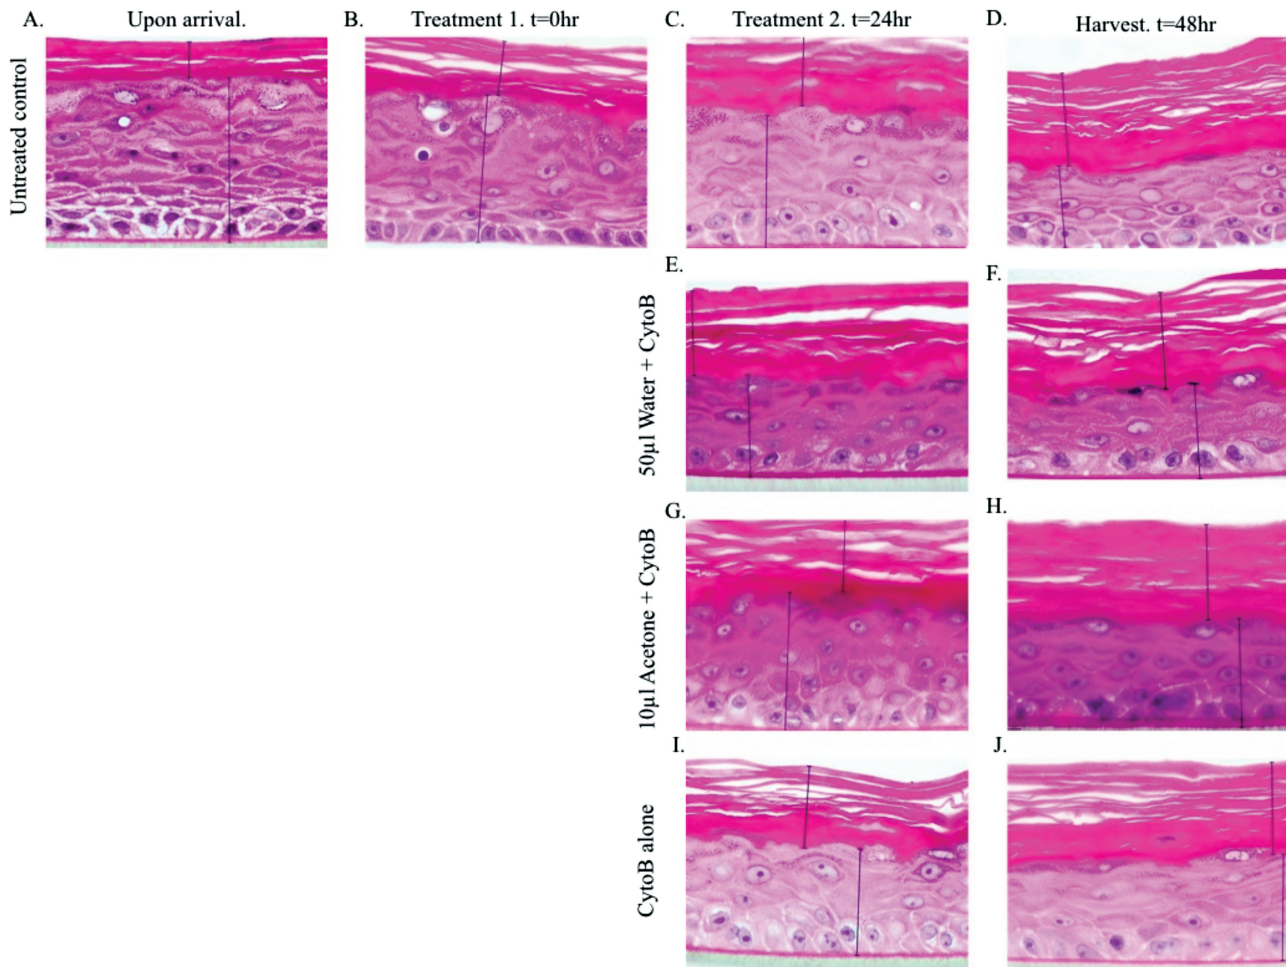 A. Upon arrival.
B. Treatment 1. t=0hr
C. Treatment 2. t=24hr
D. Harvest. t=48hr
Untreated control
E.
F.
50μl Water + CytoB
G.
H.
10μl Acetone + CytoB
I.
J.
CytoB alone